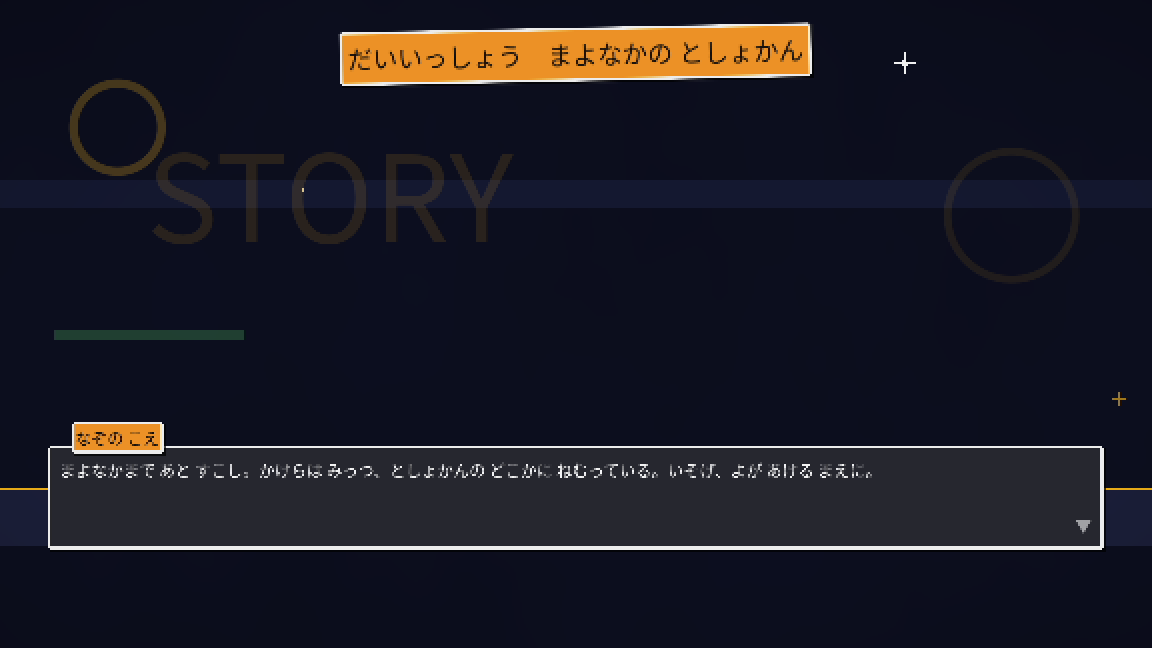 だいいっしょう　まよなかの としょかん
STORY
なぞの こえ
まよなかまで あと すこし。かけらは みっつ、としょかんの どこかに ねむっている。いそげ、よが あける まえに。